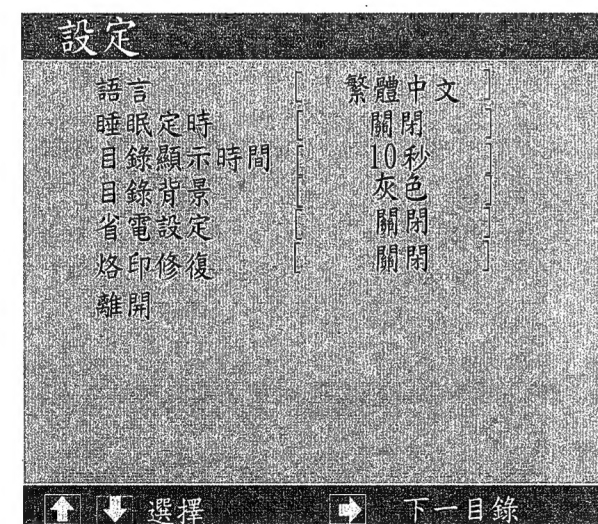 設定
語言 [ 繁體中文 ]
睡眠定時 [ 關閉 ]
目錄顯示時間 [ 10秒 ]
目錄背景 [ 灰色 ]
省電設定 [ 關閉 ]
烙印修復 [ 關閉 ]
離開
選擇 下一目錄